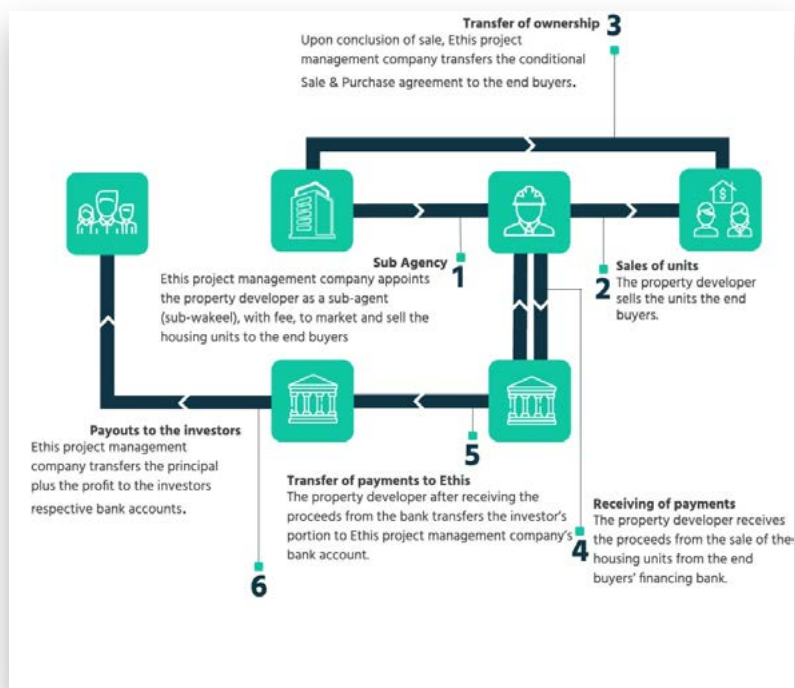 Transfer of ownership 3
Upon conclusion of sale, Ethis project
management company transfers the conditional
Sale & Purchase agreement to the end buyers.
$
Sub Agency
1
Ethis project management company appoints
the property developer as a sub-agent
(sub-wakeel), with fee, to market and sell the
housing units to the end buyers
Sales of units
2
The property developer
sells the units the end
buyers.
Payouts to the investors
Ethis project management
company transfers the principal
plus the profit to the investors
respective bank accounts.
6
5
Transfer of payments to Ethis
The property developer after receiving the
proceeds from the bank transfers the investor's
portion to Ethis project management company's
bank account.
4
Receiving of payments
The property developer receives
the proceeds from the sale of the
housing units from the end
buyers' financing bank.